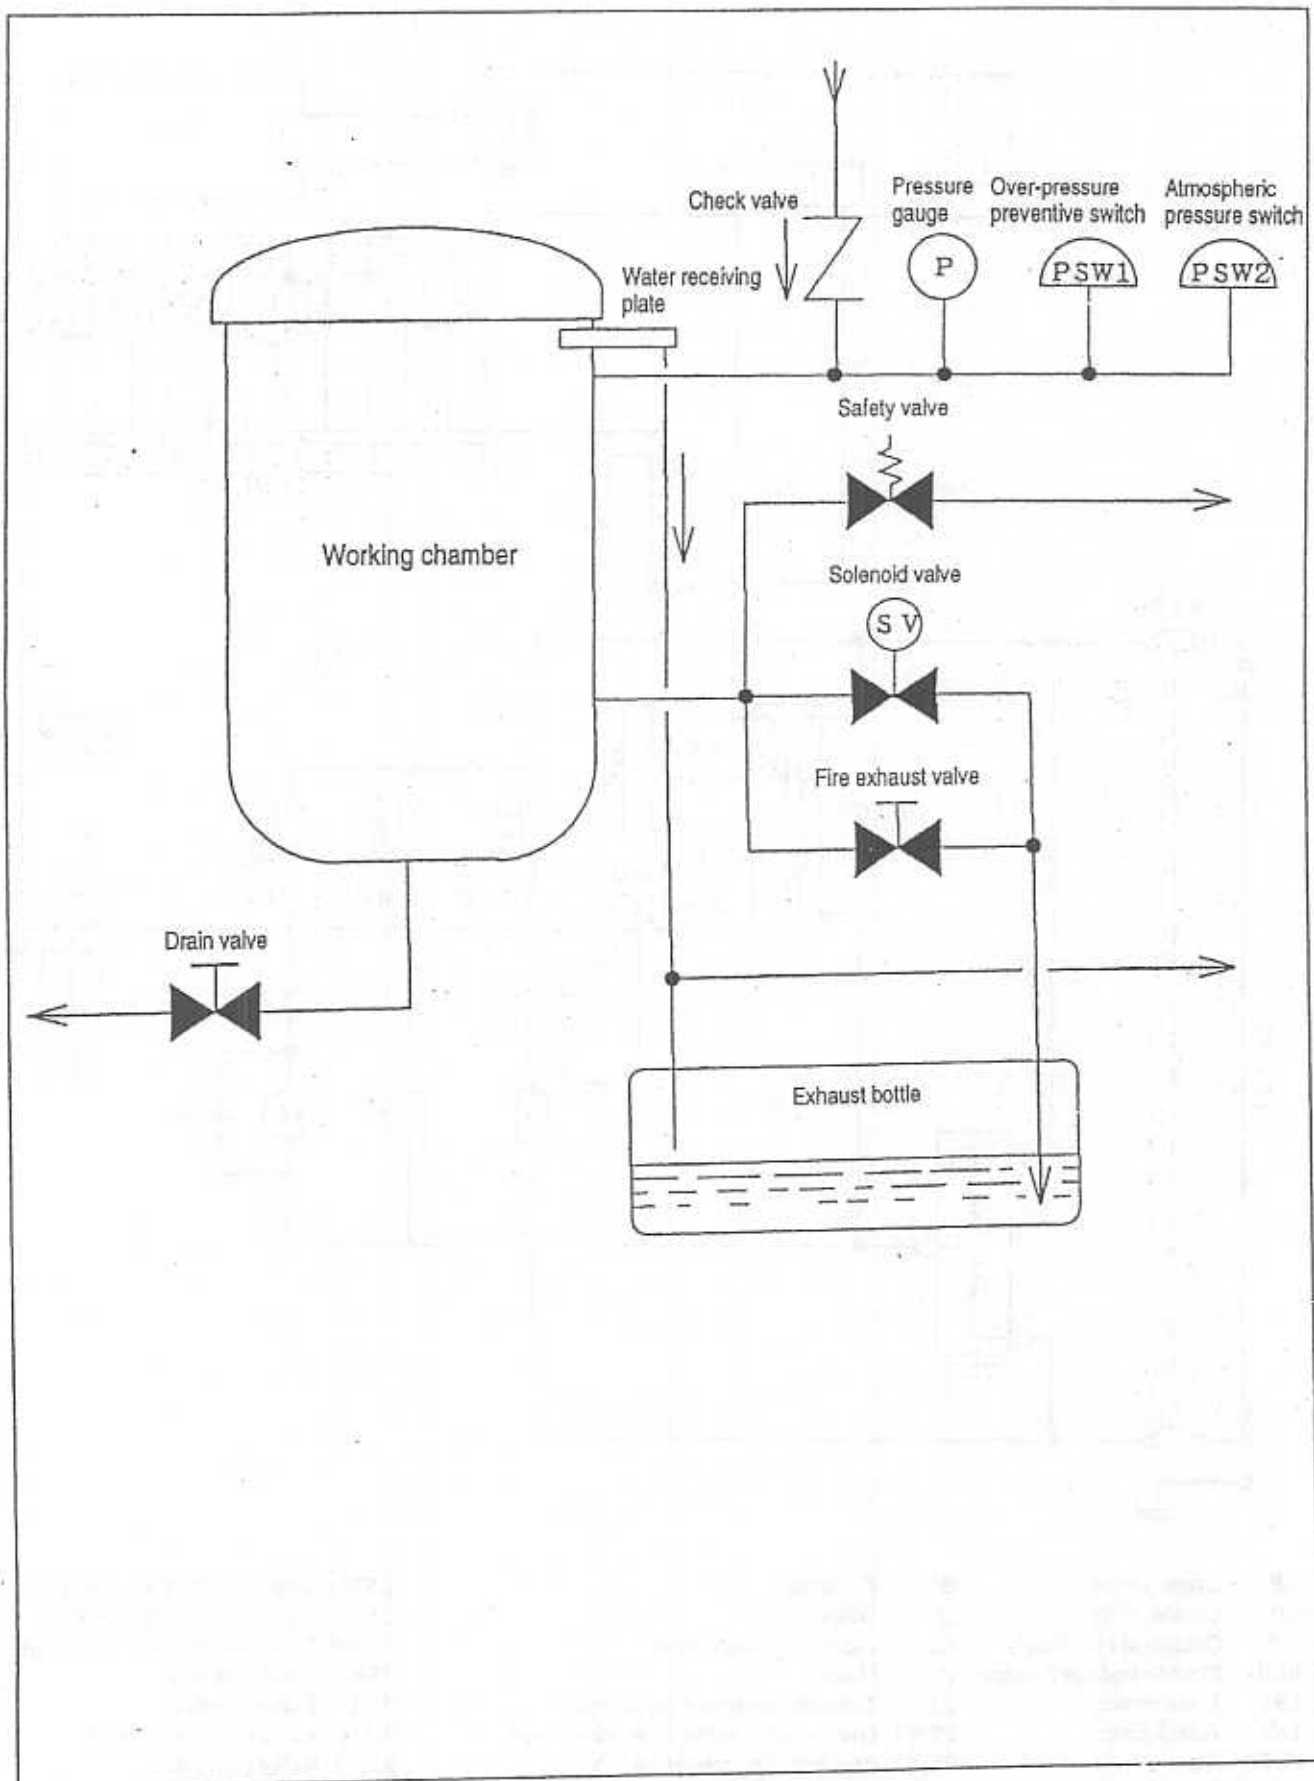 Check valve
Pressure
gauge
Over-pressure
preventive switch
Atmospheric
pressure switch
P
PSW1
PSW2
Water receiving
plate
Safety valve
Working chamber
Solenoid valve
S V
Fire exhaust valve
Drain valve
Exhaust bottle